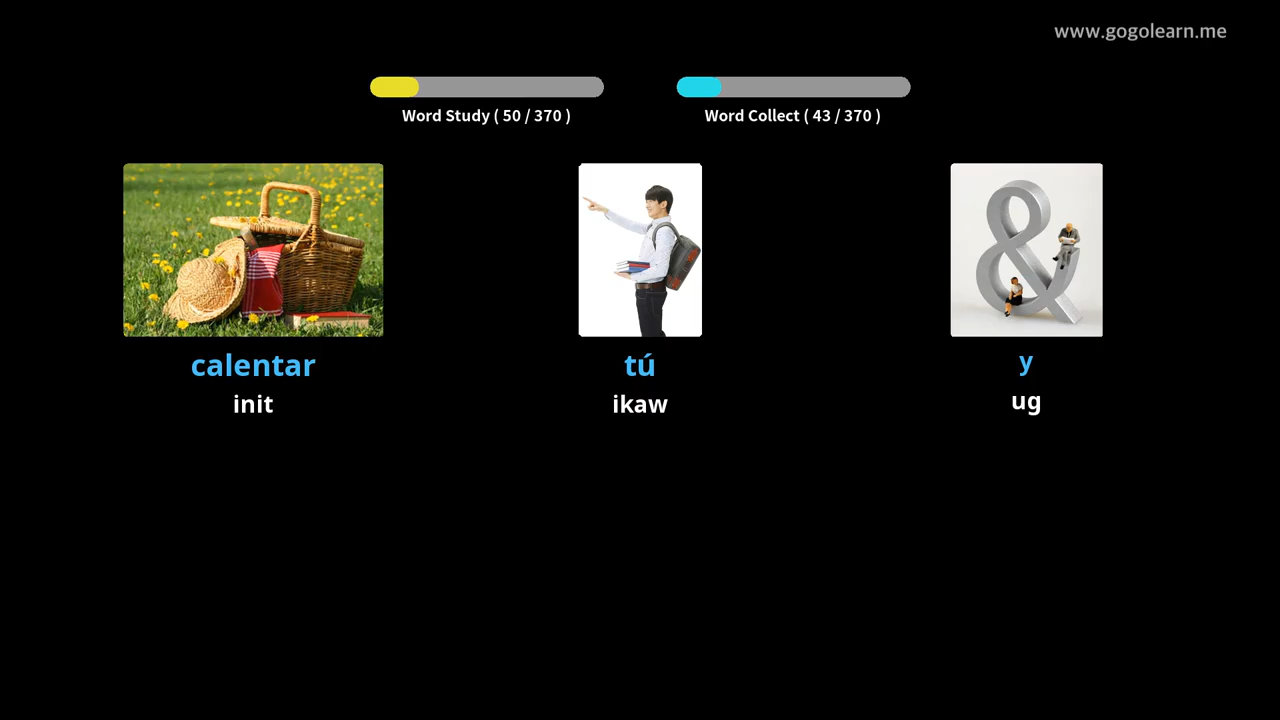 www.gogolearn.me
Word Study ( 50 / 370 )
Word Collect ( 43 / 370 )
calentar
init
tú
ikaw
y
ug